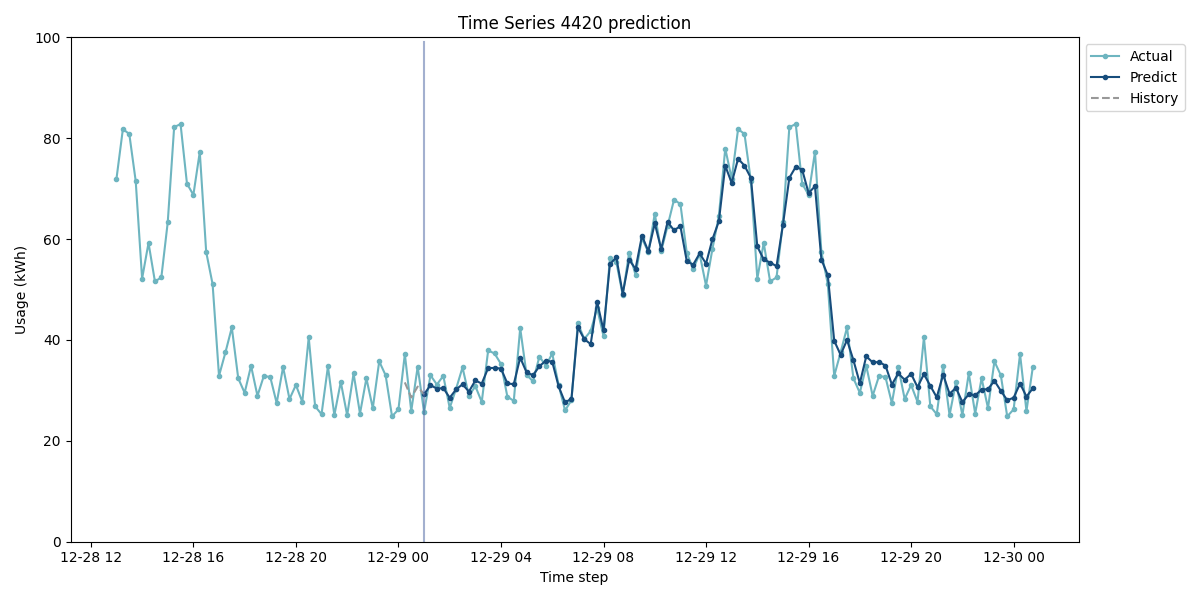 Time Series 4420 prediction
Usage (kWh)
100
80
60
40
20
0
12-28 12
12-28 16
12-28 20
12-29 00
12-29 04
12-29 08
12-29 12
12-29 16
12-29 20
12-30 00
Time step
Actual
Predict
History